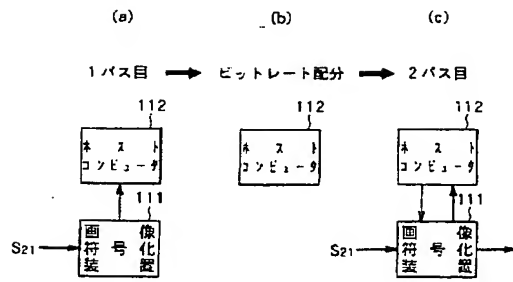 (a) (b) (c)
1パス目 → ビットレート配分 → 2パス目
112
ホスト
コンピュータ
111
S21
画像
符号化
装置
112
ホスト
コンピュータ
112
ホスト
コンピュータ
111
S21
画像
符号化
装置